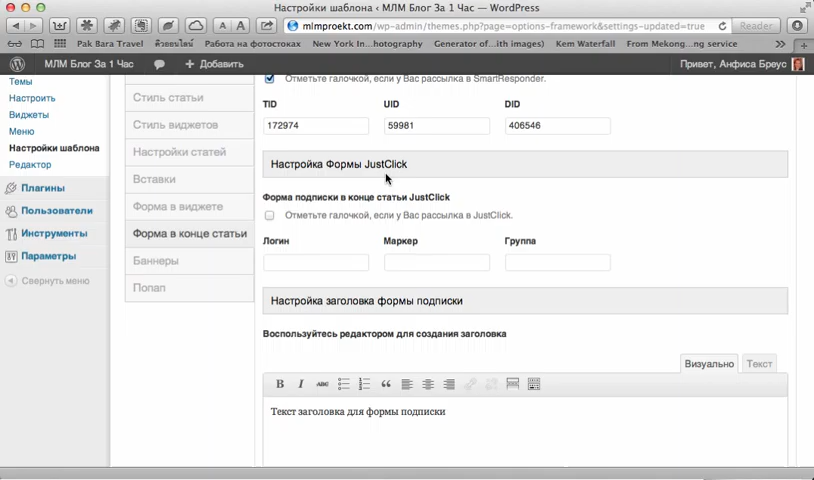 Настройки шаблона ‹ МЛМ Блог За 1 Час — WordPress
mlmproekt.com/wp-admin/themes.php?page=options-framework&settings-updated=true
Reader
Pak Bara Travel
Работа на фотостоках
New York In...hotography
Generator of...ith images)
Kem Waterfall
From Mekong...ng service
МЛМ Блог За 1 Час
Добавить
Привет, Анфиса Бреус
Темы
Настроить
Виджеты
Меню
Настройки шаблона
Редактор
Плагины
Пользователи
Инструменты
Параметры
Свернуть меню
Стиль статьи
Стиль виджетов
Настройки статей
Вставки
Форма в виджете
Форма в конце статьи
Баннеры
Попап
Отметьте галочкой, если у Вас рассылка в SmartResponder.
TID UID DID
172974 59981 406546
Настройка Формы JustClick
Форма подписки в конце статьи JustClick
Отметьте галочкой, если у Вас рассылка в JustClick.
Логин Маркер Группа
Настройка заголовка формы подписки
Воспользуйтесь редактором для создания заголовка
Визуально Текст
B I ABC
Текст заголовка для формы подписки